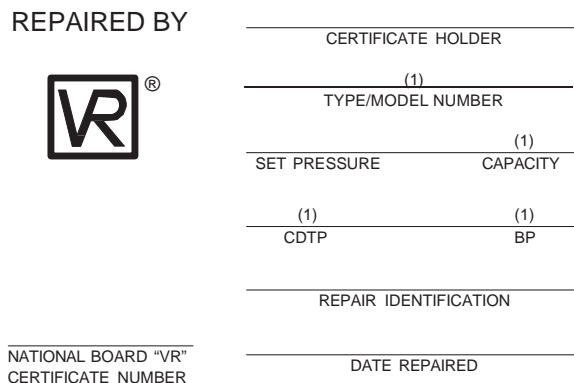 REPAIRED BY
VR ®
CERTIFICATE HOLDER
(1)
TYPE/MODEL NUMBER
(1)
SET PRESSURE CAPACITY
(1) (1)
CDTP BP
REPAIR IDENTIFICATION
NATIONAL BOARD “VR”
CERTIFICATE NUMBER
DATE REPAIRED